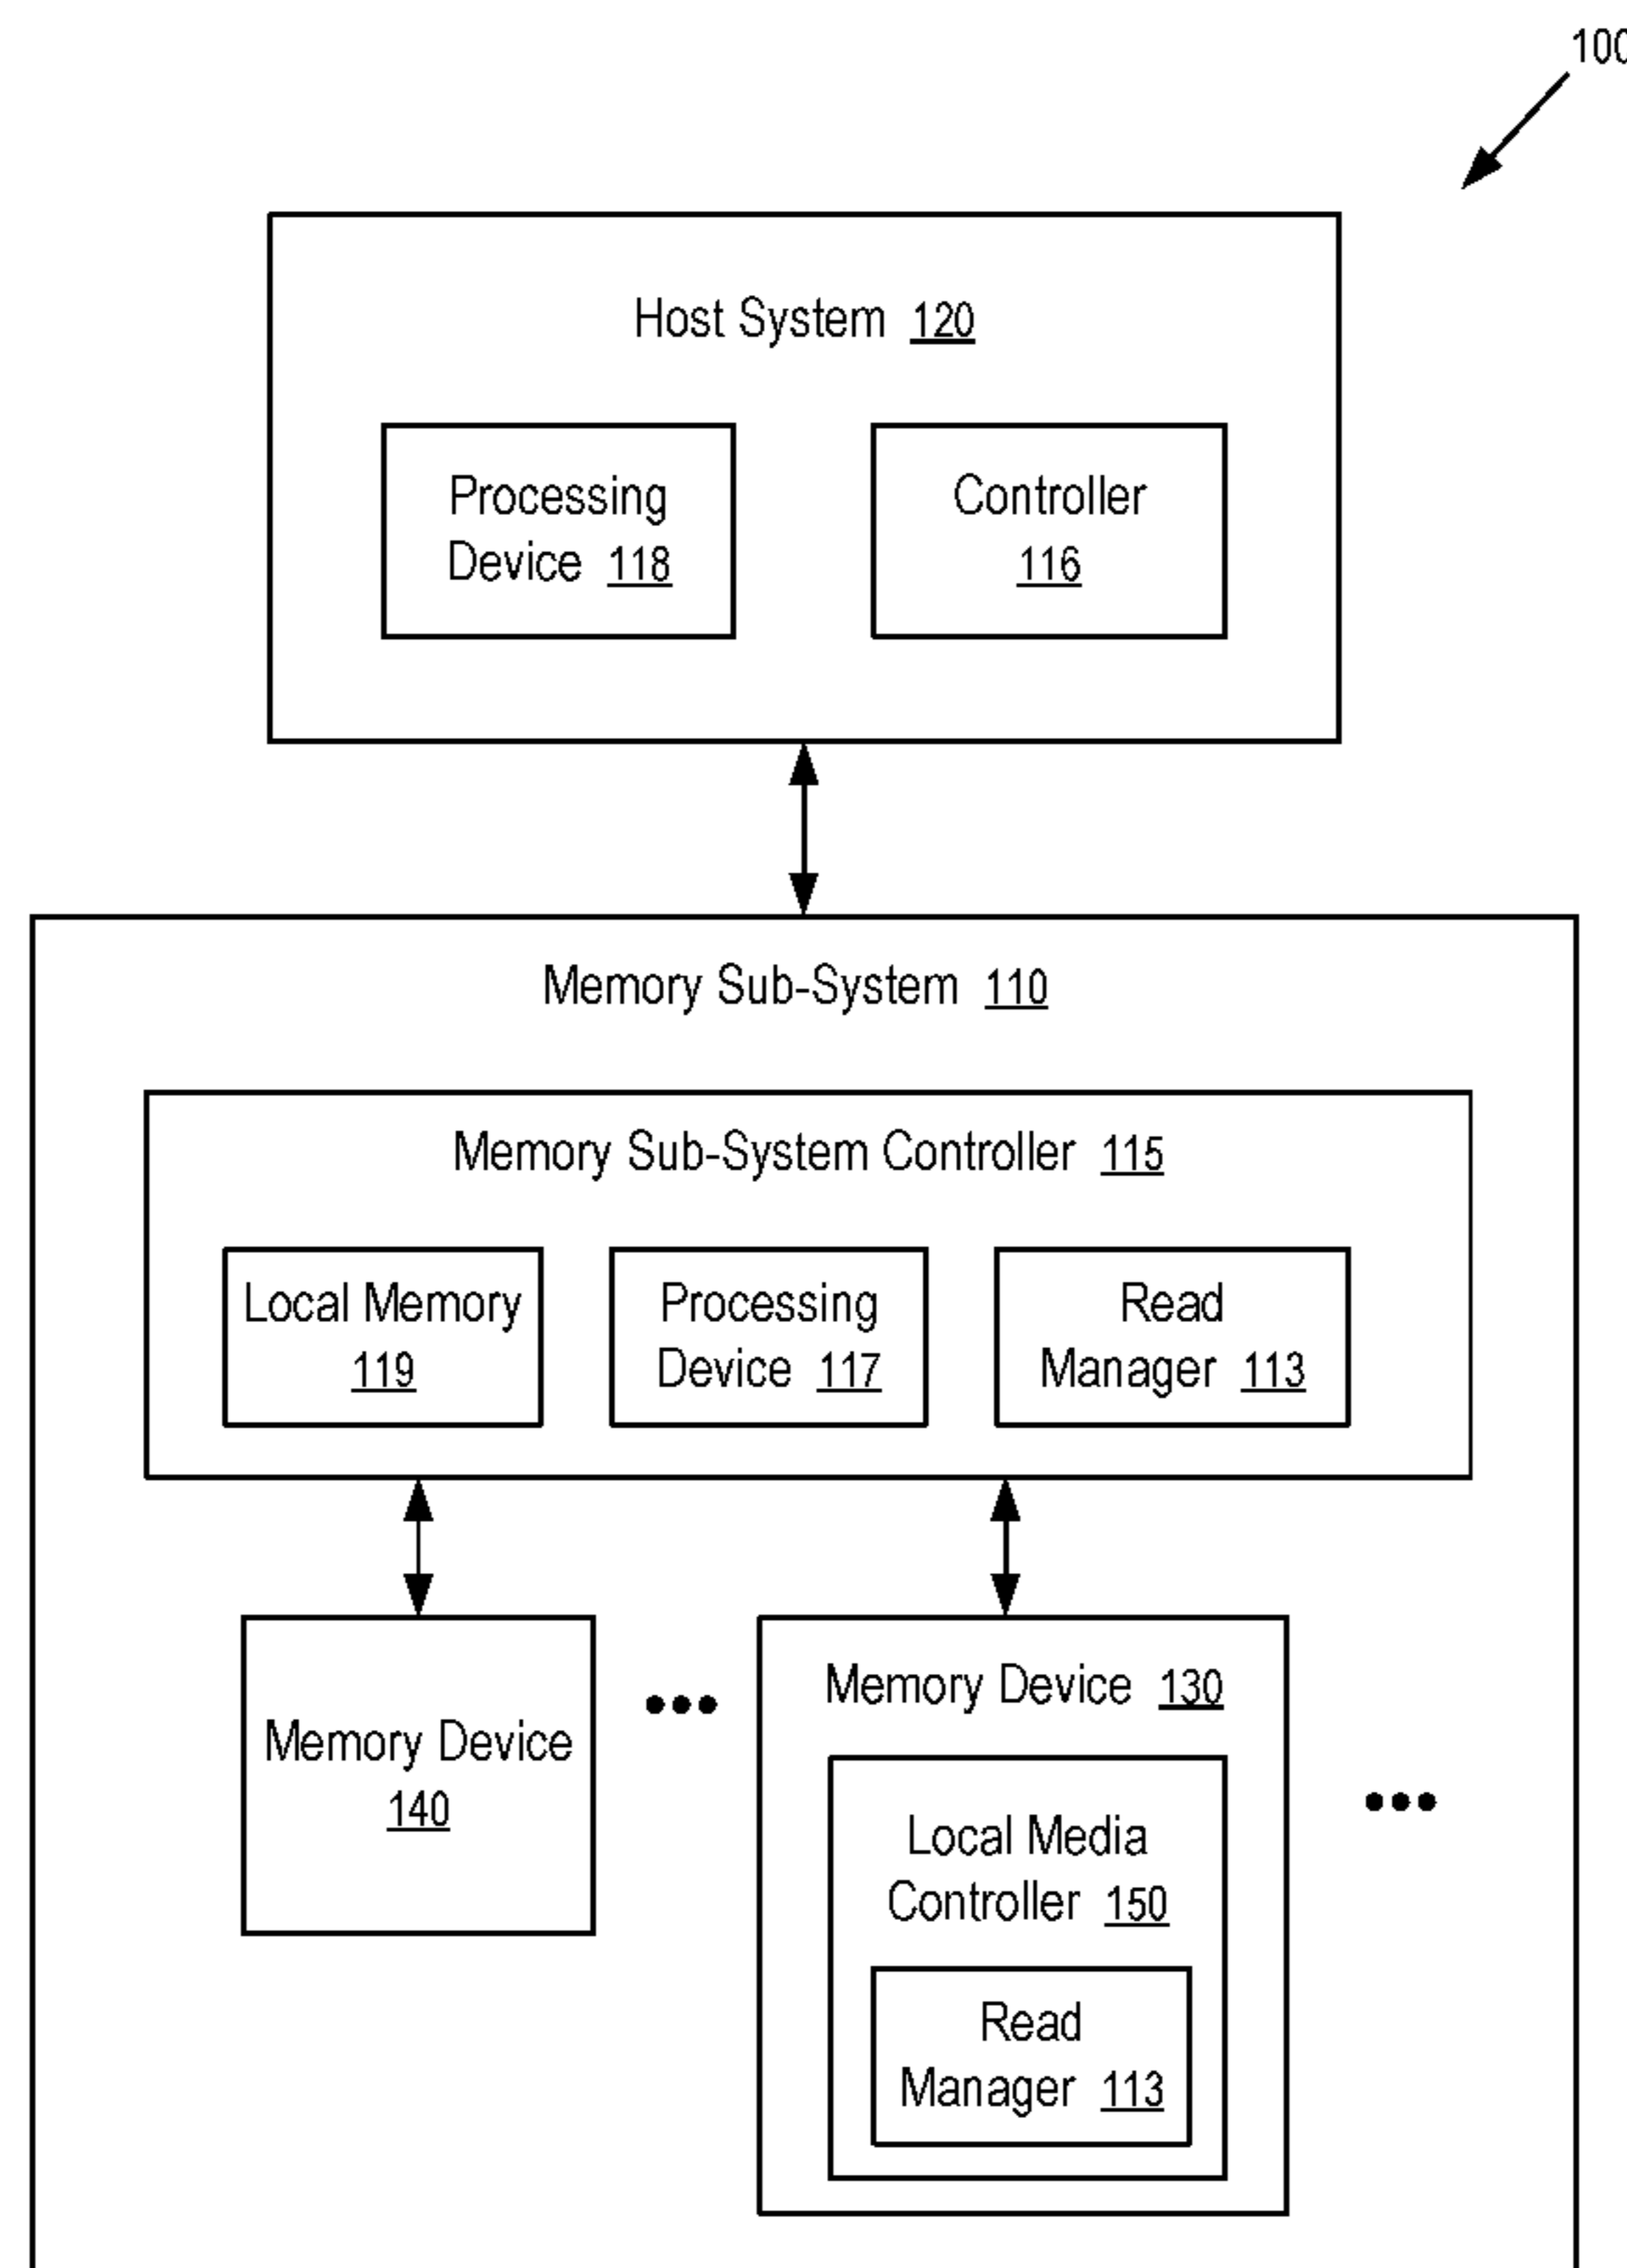 100
Host System 120
Processing
Device 118
Controller
116
Memory Sub-System 110
Memory Sub-System Controller 115
Local Memory
119
Processing
Device 117
Read
Manager 113
Memory Device
140
Memory Device 130
Local Media
Controller 150
Read
Manager 113